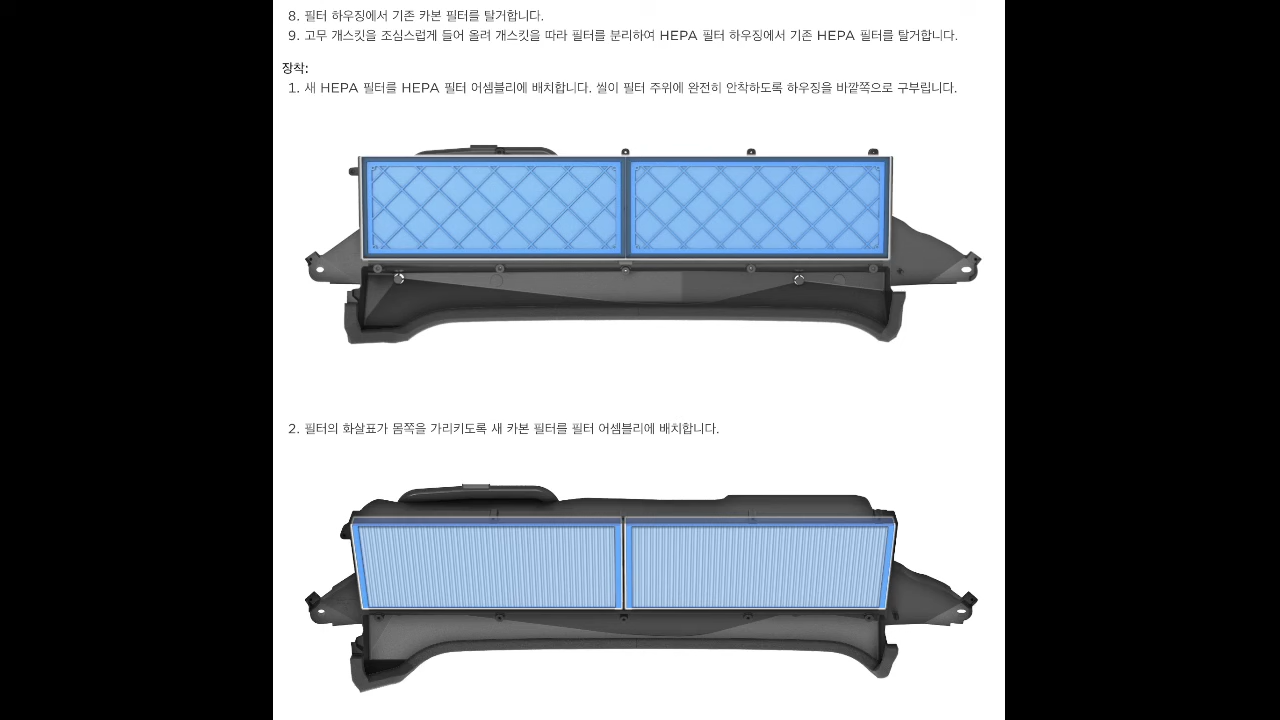 8. 필터 하우징에서 기존 카본 필터를 탈거합니다.
9. 고무 개스킷을 조심스럽게 들어 올려 개스킷을 따라 필터를 분리하여 HEPA 필터 하우징에서 기존 HEPA 필터를 탈거합니다.
장착:
1. 새 HEPA 필터를 HEPA 필터 어셈블리에 배치합니다. 씰이 필터 주위에 완전히 안착하도록 하우징을 바깥쪽으로 구부립니다.
2. 필터의 화살표가 몸쪽을 가리키도록 새 카본 필터를 필터 어셈블리에 배치합니다.